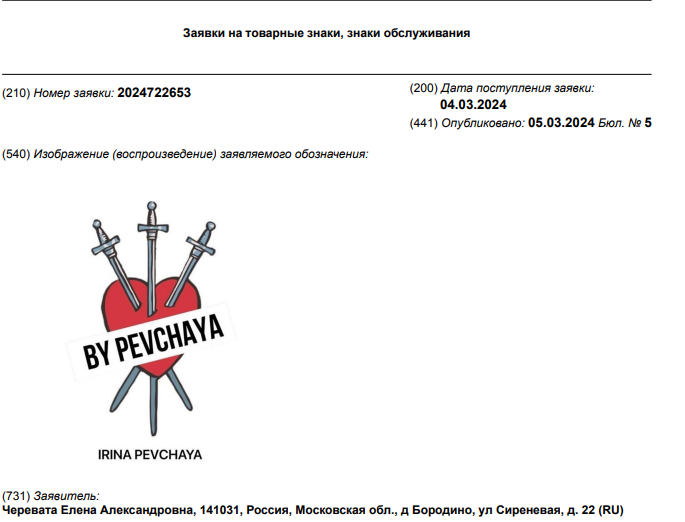 Заявки на товарные знаки, знаки обслуживания
(210) Номер заявки: 2024722653
(200) Дата поступления заявки:
04.03.2024
(441) Опубликовано: 05.03.2024 Бюл. № 5
(540) Изображение (воспроизведение) заявляемого обозначения:
BY PEVCHAYA
IRINA PEVCHAYA
(731) Заявитель:
Черевата Елена Александровна, 141031, Россия, Московская обл., д Бородино, ул Сиреневая, д. 22 (RU)